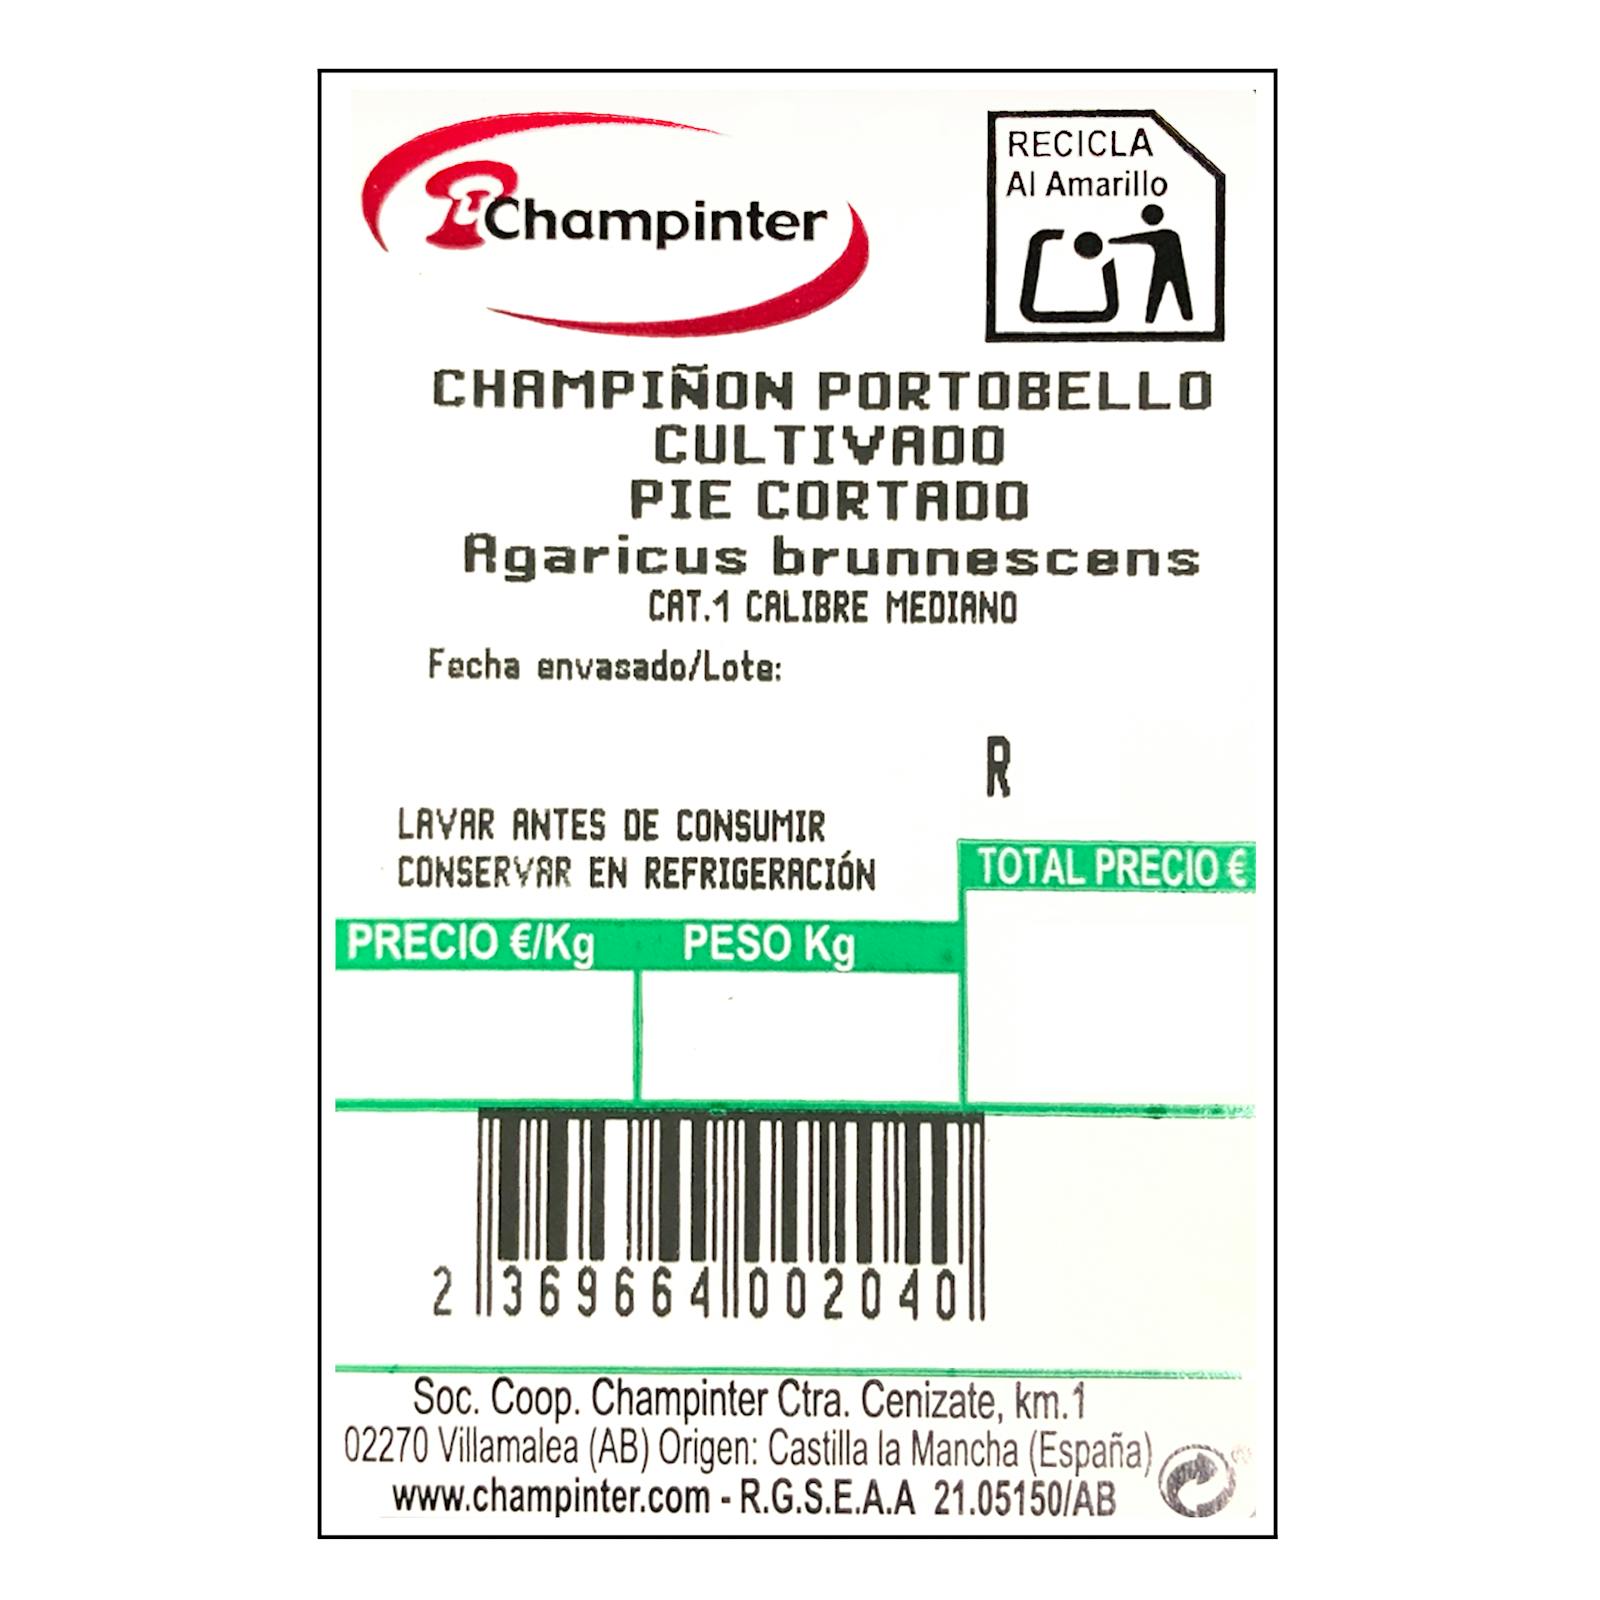 Champinter
RECICLA
Al Amarillo
CHAMPIÑON PORTOBELLO
CULTIVADO
PIE CORTADO
Agaricus brunnescens
CAT.1 CALIBRE MEDIANO
Fecha envasado/Lote:
R
LAVAR ANTES DE CONSUMIR
CONSERVAR EN REFRIGERACIÓN
TOTAL PRECIO €
PRECIO €/Kg PESO Kg
2 369664 002040
Soc. Coop. Champinter Ctra. Cenizate, km.1
02270 Villamalea (AB) Origen: Castilla la Mancha (España)
www.champinter.com - R.G.S.E.A.A 21.05150/AB